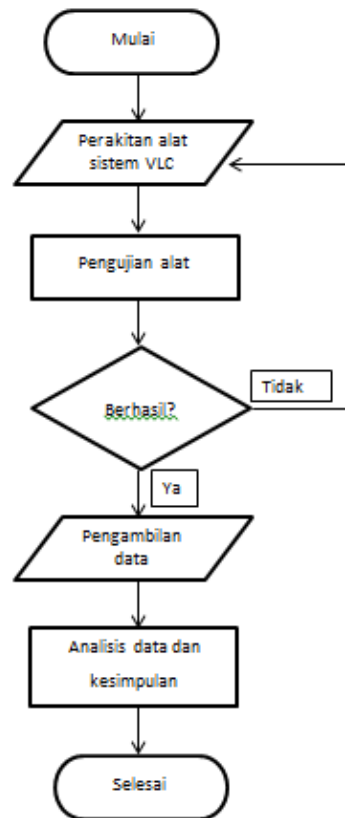 Mulai
Perakitan alat
sistem VLC
Pengujian alat
Berhasil?
Tidak
Ya
Pengambilan
data
Analisis data dan
kesimpulan
Selesai